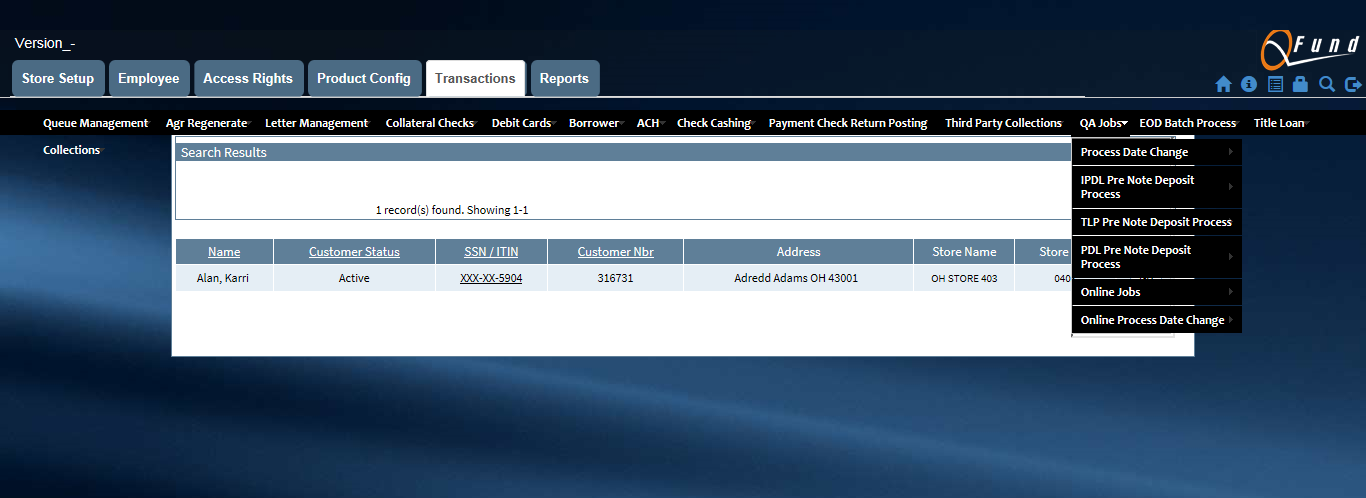 Version_-
Fund
Store Setup Employee Access Rights Product Config Transactions Reports
Queue Management Agr Regenerate Letter Management Collateral Checks Debit Cards Borrower ACH Check Cashing Payment Check Return Posting Third Party Collections QA Jobs EOD Batch Process Title Loan
Collections
Search Results
1 record(s) found. Showing 1-1
Name Customer Status SSN / ITIN Customer Nbr Address Store Name Store
Alan, Karri Active XXX-XX-5904 316731 Adredd Adams OH 43001 OH STORE 403 040
Process Date Change
IPDL Pre Note Deposit
Process
TLP Pre Note Deposit Process
PDL Pre Note Deposit
Process
Online Jobs
Online Process Date Change